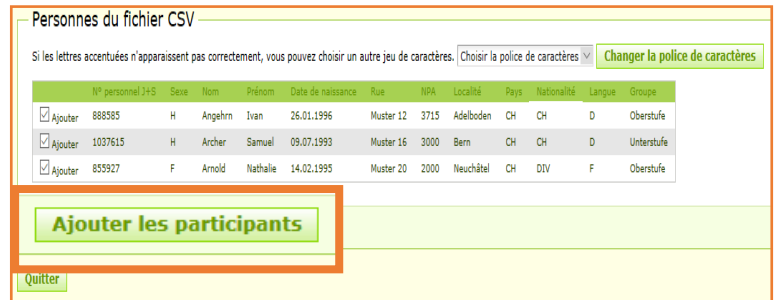 Personnes du fichier CSV
Si les lettres accentuées n'apparaissent pas correctement, vous pouvez choisir un autre jeu de caractères. Choisir la police de caractères Changer la police de caractères
N° personnel J+S Sexe Nom Prénom Date de naissance Rue NPA Localité Pays Nationalité Langue Groupe
Ajouter 888585 H Angehrn Ivan 26.01.1996 Muster 12 3715 Adelboden CH CH D Oberstufe
Ajouter 1037615 H Archer Samuel 09.07.1993 Muster 16 3000 Bern CH CH D Unterstufe
Ajouter 855927 F Arnold Nathalie 14.02.1995 Muster 20 2000 Neuchâtel CH DIV F Oberstufe
Ajouter les participants
Quitter